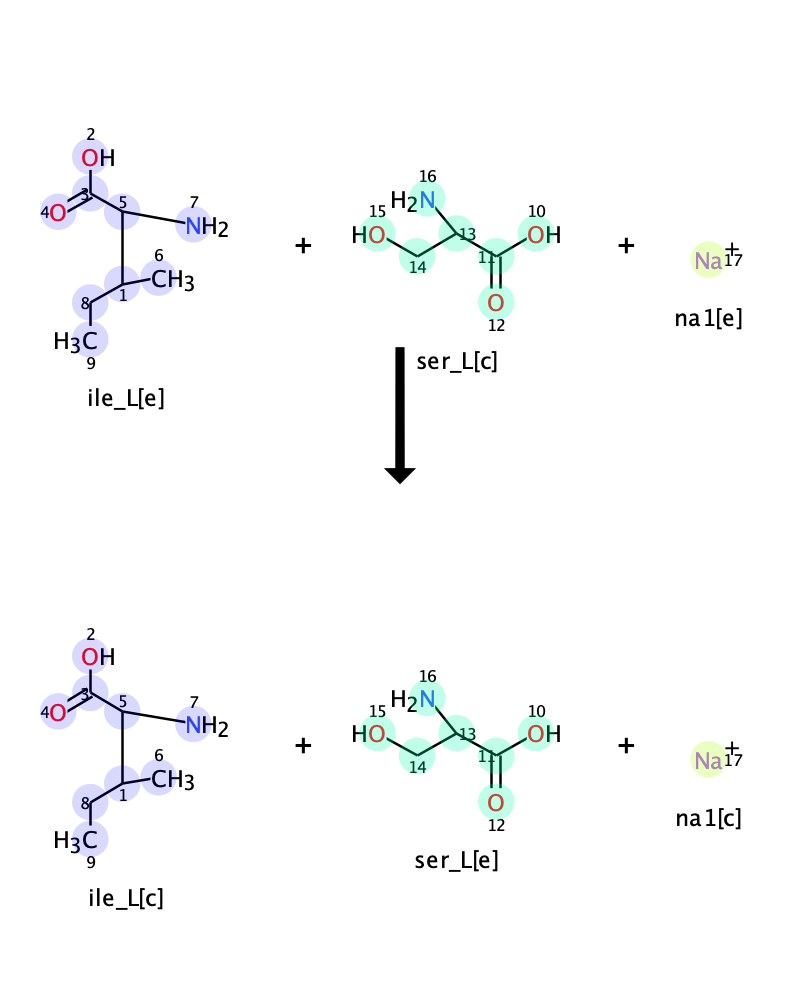 2
OH
3
4O
5
7
NH2
6
CH3
1
8
H3C
9
ile_L[e]
+
16
H2N
15
HO
13
10
OH
11
14
O
12
ser_L[c]
+
Na+
17
na1[e]
2
OH
3
4O
5
7
NH2
6
CH3
1
8
H3C
9
ile_L[c]
+
16
H2N
15
HO
13
10
OH
11
14
O
12
ser_L[e]
+
Na+
17
na1[c]